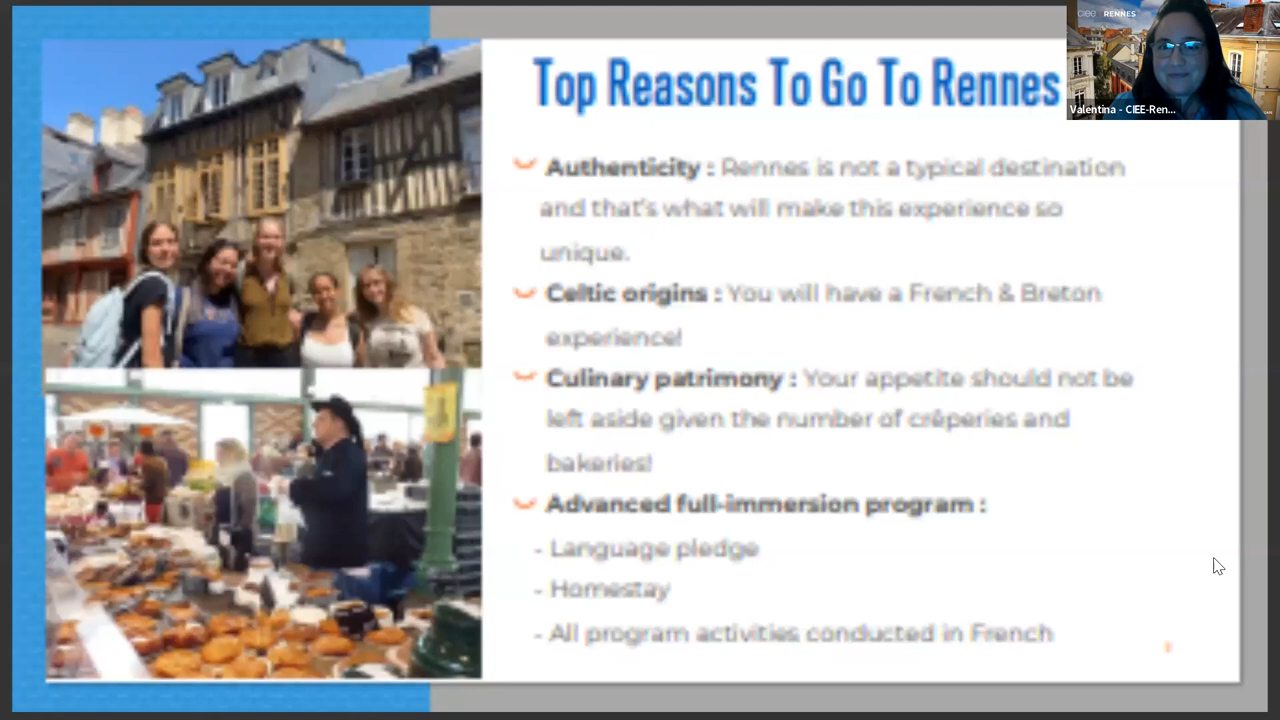 ciee RENNES
Top Reasons To Go To Rennes
Valentina - CIEE-Ren...
Authenticity : Rennes is not a typical destination
and that's what will make this experience so
unique.
Celtic origins : You will have a French & Breton
experience!
Culinary patrimony : Your appetite should not be
left aside given the number of crêperies and
bakeries!
Advanced full-immersion program :
- Language pledge
- Homestay
- All program activities conducted in French